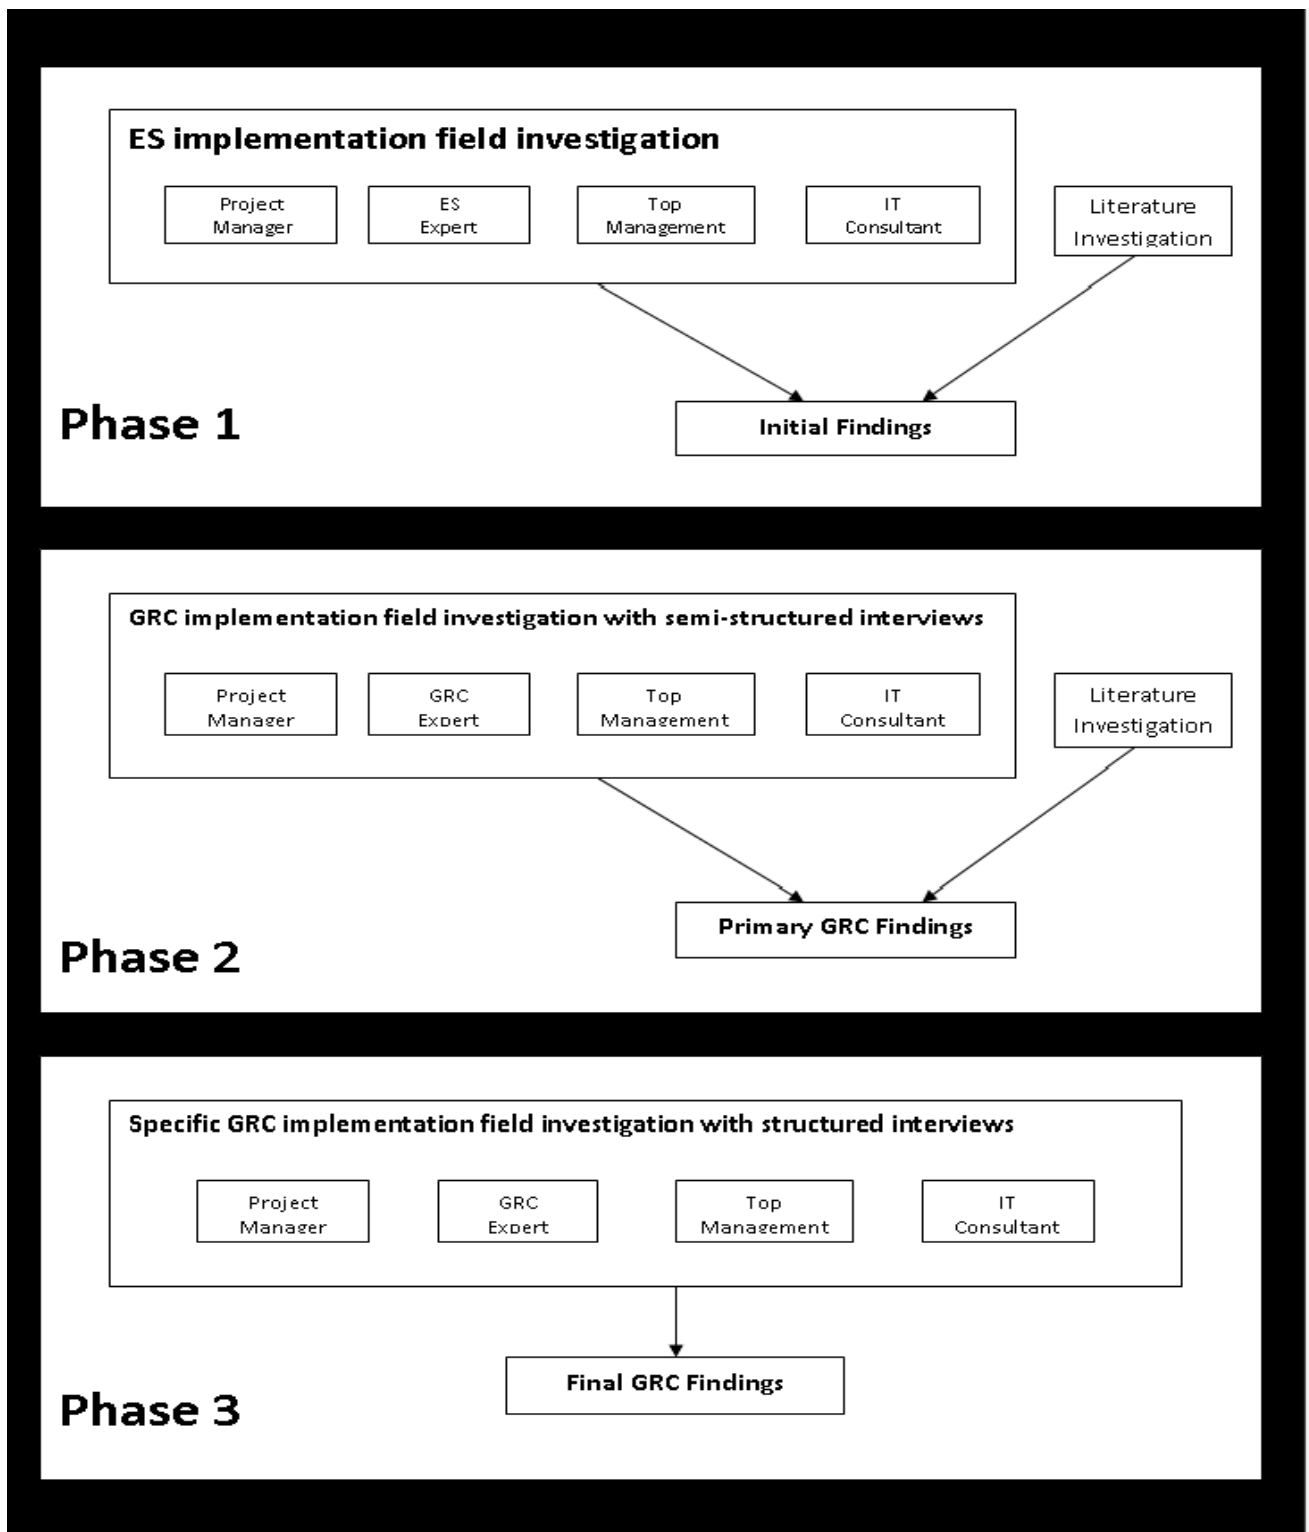 ES implementation field investigation
Project
Manager
ES
Expert
Top
Management
IT
Consultant
Literature
Investigation
Initial Findings
Phase 1
GRC implementation field investigation with semi-structured interviews
Project
Manager
GRC
Expert
Top
Management
IT
Consultant
Literature
Investigation
Primary GRC Findings
Phase 2
Specific GRC implementation field investigation with structured interviews
Project
Manager
GRC
Expert
Top
Management
IT
Consultant
Final GRC Findings
Phase 3